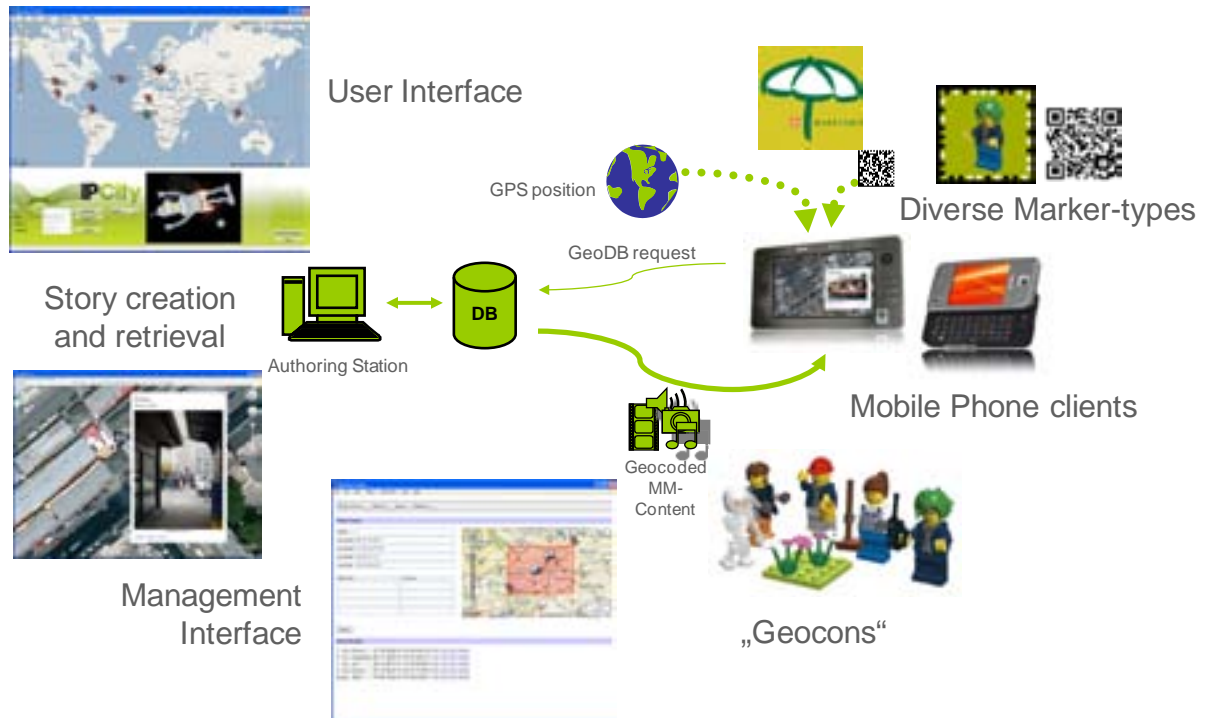 User Interface
IPCity
GPS position
Diverse Marker-types
GeoDB request
Story creation
and retrieval
DB
Authoring Station
Mobile Phone clients
Geocoded
MM-
Content
Management
Interface
„Geocons“